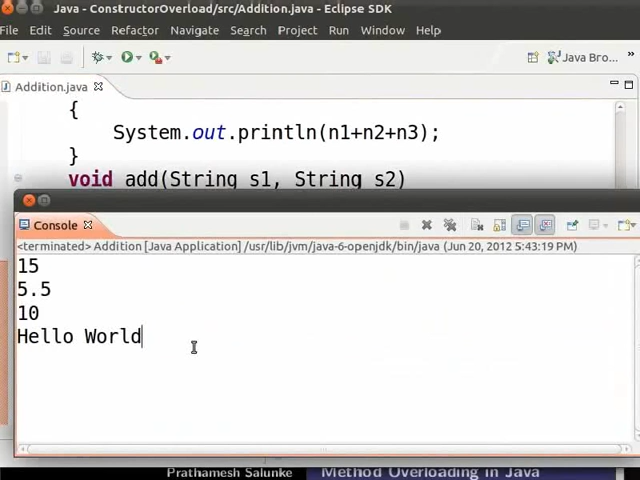 Java - ConstructorOverload/src/Addition.java - Eclipse SDK
File Edit Source Refactor Navigate Search Project Run Window Help
Java Bro... »
Addition.java
{
System.out.println(n1+n2+n3);
}
void add(String s1, String s2)
Console
<terminated> Addition [Java Application] /usr/lib/jvm/java-6-openjdk/bin/java (Jun 20, 2012 5:43:19 PM)
15
5.5
10
Hello World
Prathamesh Salunke Method Overloading in Java